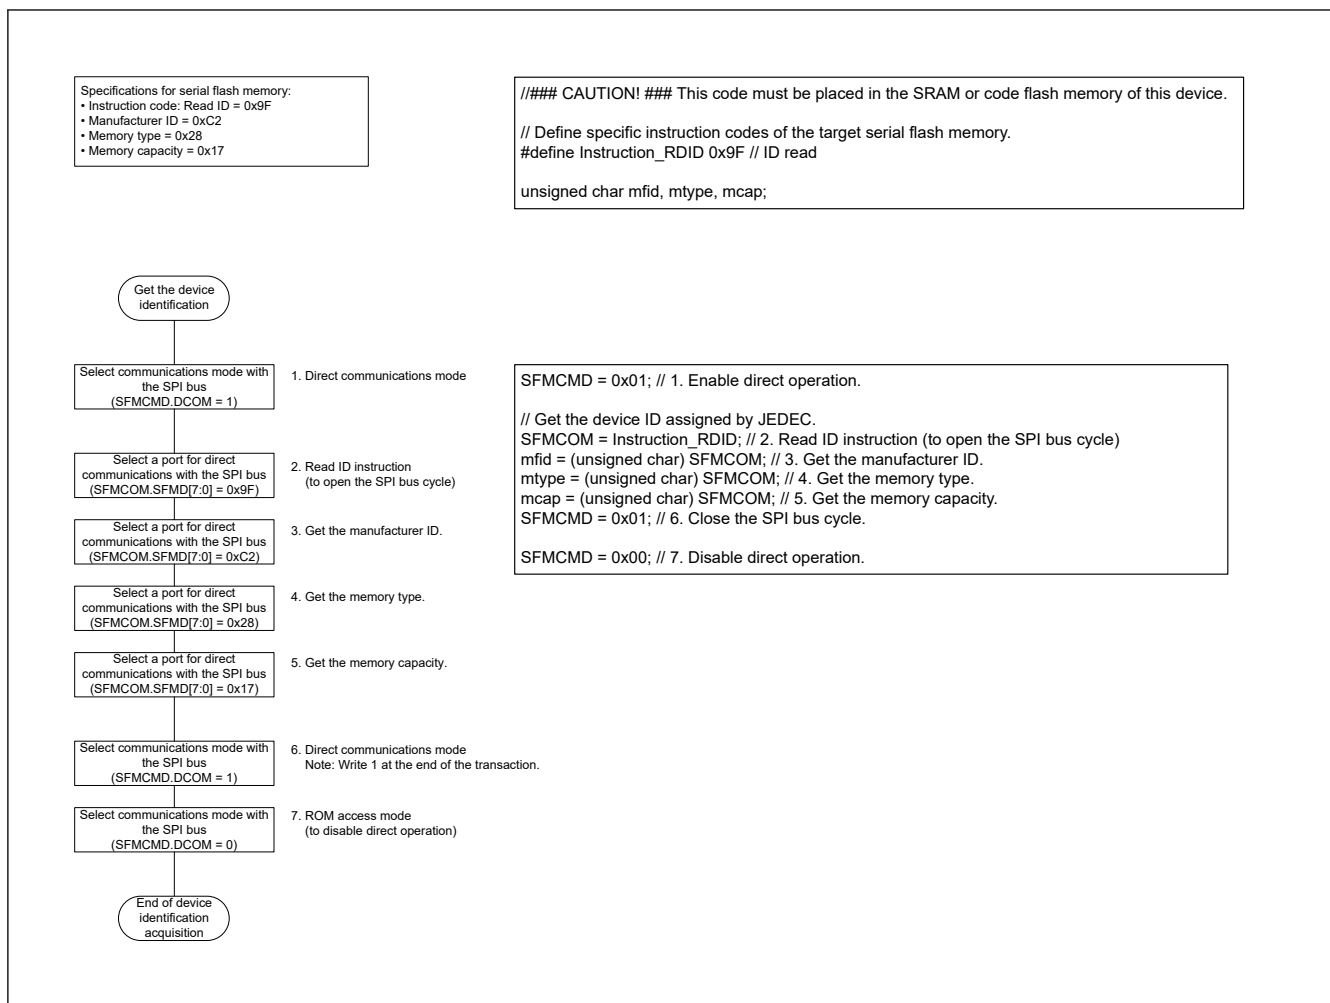 Specifications for serial flash memory:
• Instruction code: Read ID = 0x9F
• Manufacturer ID = 0xC2
• Memory type = 0x28
• Memory capacity = 0x17
//### CAUTION! ### This code must be placed in the SRAM or code flash memory of this device.
// Define specific instruction codes of the target serial flash memory.
#define Instruction_RDID 0x9F // ID read
unsigned char mfid, mtype, mcap;
Get the device
identification
Select communications mode with
the SPI bus
(SFMCMD.DCOM = 1)
1. Direct communications mode
Select a port for direct
communications with the SPI bus
(SFMCOM.SFMD[7:0] = 0x9F)
2. Read ID instruction
(to open the SPI bus cycle)
Select a port for direct
communications with the SPI bus
(SFMCOM.SFMD[7:0] = 0xC2)
3. Get the manufacturer ID.
Select a port for direct
communications with the SPI bus
(SFMCOM.SFMD[7:0] = 0x28)
4. Get the memory type.
Select a port for direct
communications with the SPI bus
(SFMCOM.SFMD[7:0] = 0x17)
5. Get the memory capacity.
Select communications mode with
the SPI bus
(SFMCMD.DCOM = 1)
6. Direct communications mode
Note: Write 1 at the end of the transaction.
Select communications mode with
the SPI bus
(SFMCMD.DCOM = 0)
7. ROM access mode
(to disable direct operation)
End of device
identification
acquisition
SFMCMD = 0x01; // 1. Enable direct operation.
// Get the device ID assigned by JEDEC.
SFMCOM = Instruction_RDID; // 2. Read ID instruction (to open the SPI bus cycle)
mfid = (unsigned char) SFMCOM; // 3. Get the manufacturer ID.
mtype = (unsigned char) SFMCOM; // 4. Get the memory type.
mcap = (unsigned char) SFMCOM; // 5. Get the memory capacity.
SFMCMD = 0x01; // 6. Close the SPI bus cycle.
SFMCMD = 0x00; // 7. Disable direct operation.